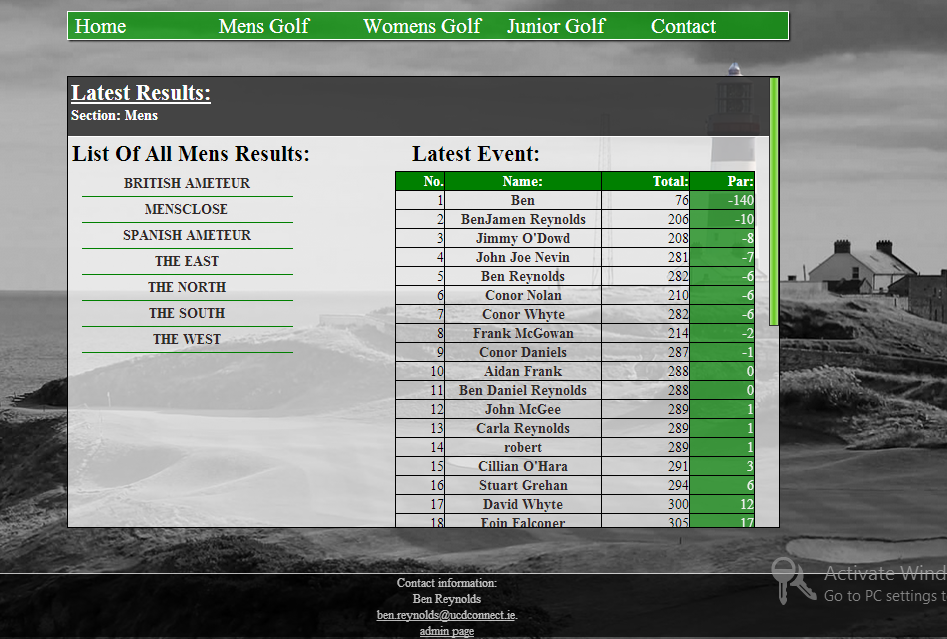 Home Mens Golf Womens Golf Junior Golf Contact
Latest Results:
Section: Mens
List Of All Mens Results:
BRITISH AMETEUR
MENSCLOSE
SPANISH AMETEUR
THE EAST
THE NORTH
THE SOUTH
THE WEST
Latest Event:
No. Name: Total: Par:
1 Ben 76 -140
2 BenJamen Reynolds 206 -10
3 Jimmy O'Dowd 208 -8
4 John Joe Nevin 281 -7
5 Ben Reynolds 282 -6
6 Conor Nolan 210 -6
7 Conor Whyte 282 -6
8 Frank McGowan 214 -2
9 Conor Daniels 287 -1
10 Aidan Frank 288 0
11 Ben Daniel Reynolds 288 0
12 John McGee 289 1
13 Carla Reynolds 289 1
14 robert 289 1
15 Cillian O'Hara 291 3
16 Stuart Grehan 294 6
17 David Whyte 300 12
18 Eoin Falconer 305 17
Contact information:
Ben Reynolds
ben.reynolds@ucdconnect.ie.
admin page
Activate Wind
Go to PC settings t